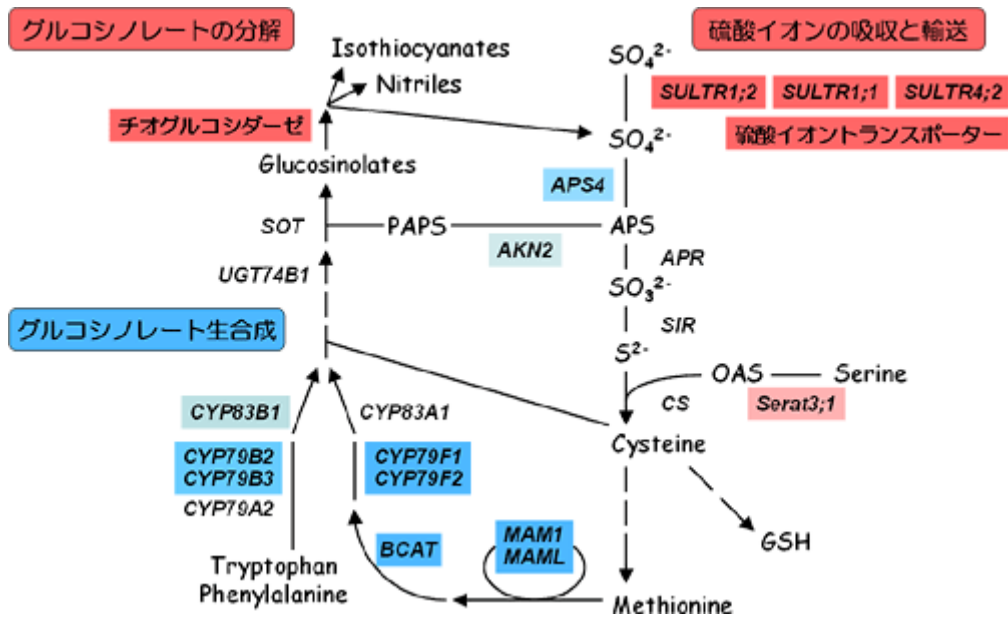 グルコシノレートの分解
硫酸イオンの吸収と輸送
Isothiocyanates
Nitriles
SO₄²⁻
SULTR1;2 SULTR1;1 SULTR4;2
チオグルコシダーゼ
硫酸イオントランスポーター
SO₄²⁻
Glucosinolates
APS4
SOT
PAPS
APS
AKN2
APR
UGT74B1
SO₃²⁻
グルコシノレート生合成
SIR
S²⁻
OAS
Serine
CS
Serat3;1
CYP83B1
CYP83A1
Cysteine
CYP79B2
CYP79B3
CYP79A2
CYP79F1
CYP79F2
GSH
BCAT
MAM1
MAML
Tryptophan
Phenylalanine
Methionine